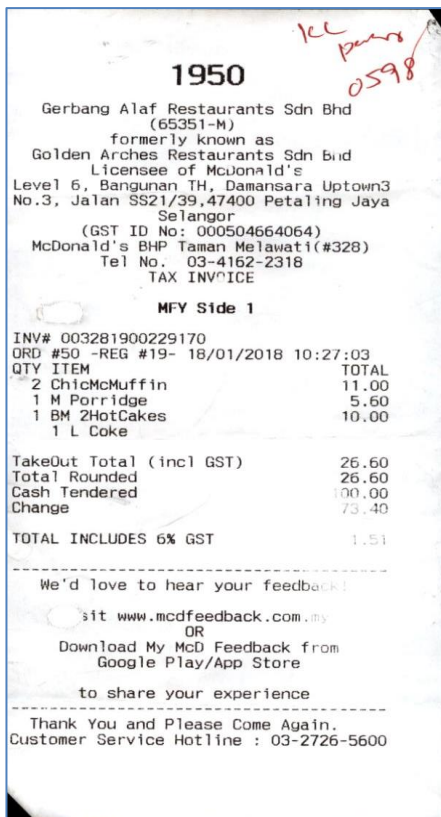 0598
1950
Gerbang Alaf Restaurants Sdn Bhd
(65351-M)
formerly known as
Golden Arches Restaurants Sdn Bhd
Licensee of McDonald's
Level 6, Bangunan TH, Damansara Uptown3
No.3, Jalan SS21/39,47400 Petaling Jaya
Selangor
(GST ID No: 000504664064)
McDonald's BHP Taman Melawati(#328)
Tel No. 03-4162-2318
TAX INVOICE
MFY Side 1
INV# 003281900229170
ORD #50 -REG #19- 18/01/2018 10:27:03
QTY ITEM TOTAL
2 ChicMcMuffin 11.00
1 M Porridge 5.60
1 BM 2HotCakes 10.00
1 L Coke
TakeOut Total (incl GST) 26.60
Total Rounded 26.60
Cash Tendered 100.00
Change 73.40
TOTAL INCLUDES 6% GST 1.51
We'd love to hear your feedback!
sit www.mcdfeedback.com.my
OR
Download My McD Feedback from
Google Play/App Store
to share your experience
Thank You and Please Come Again.
Customer Service Hotline : 03-2726-5600